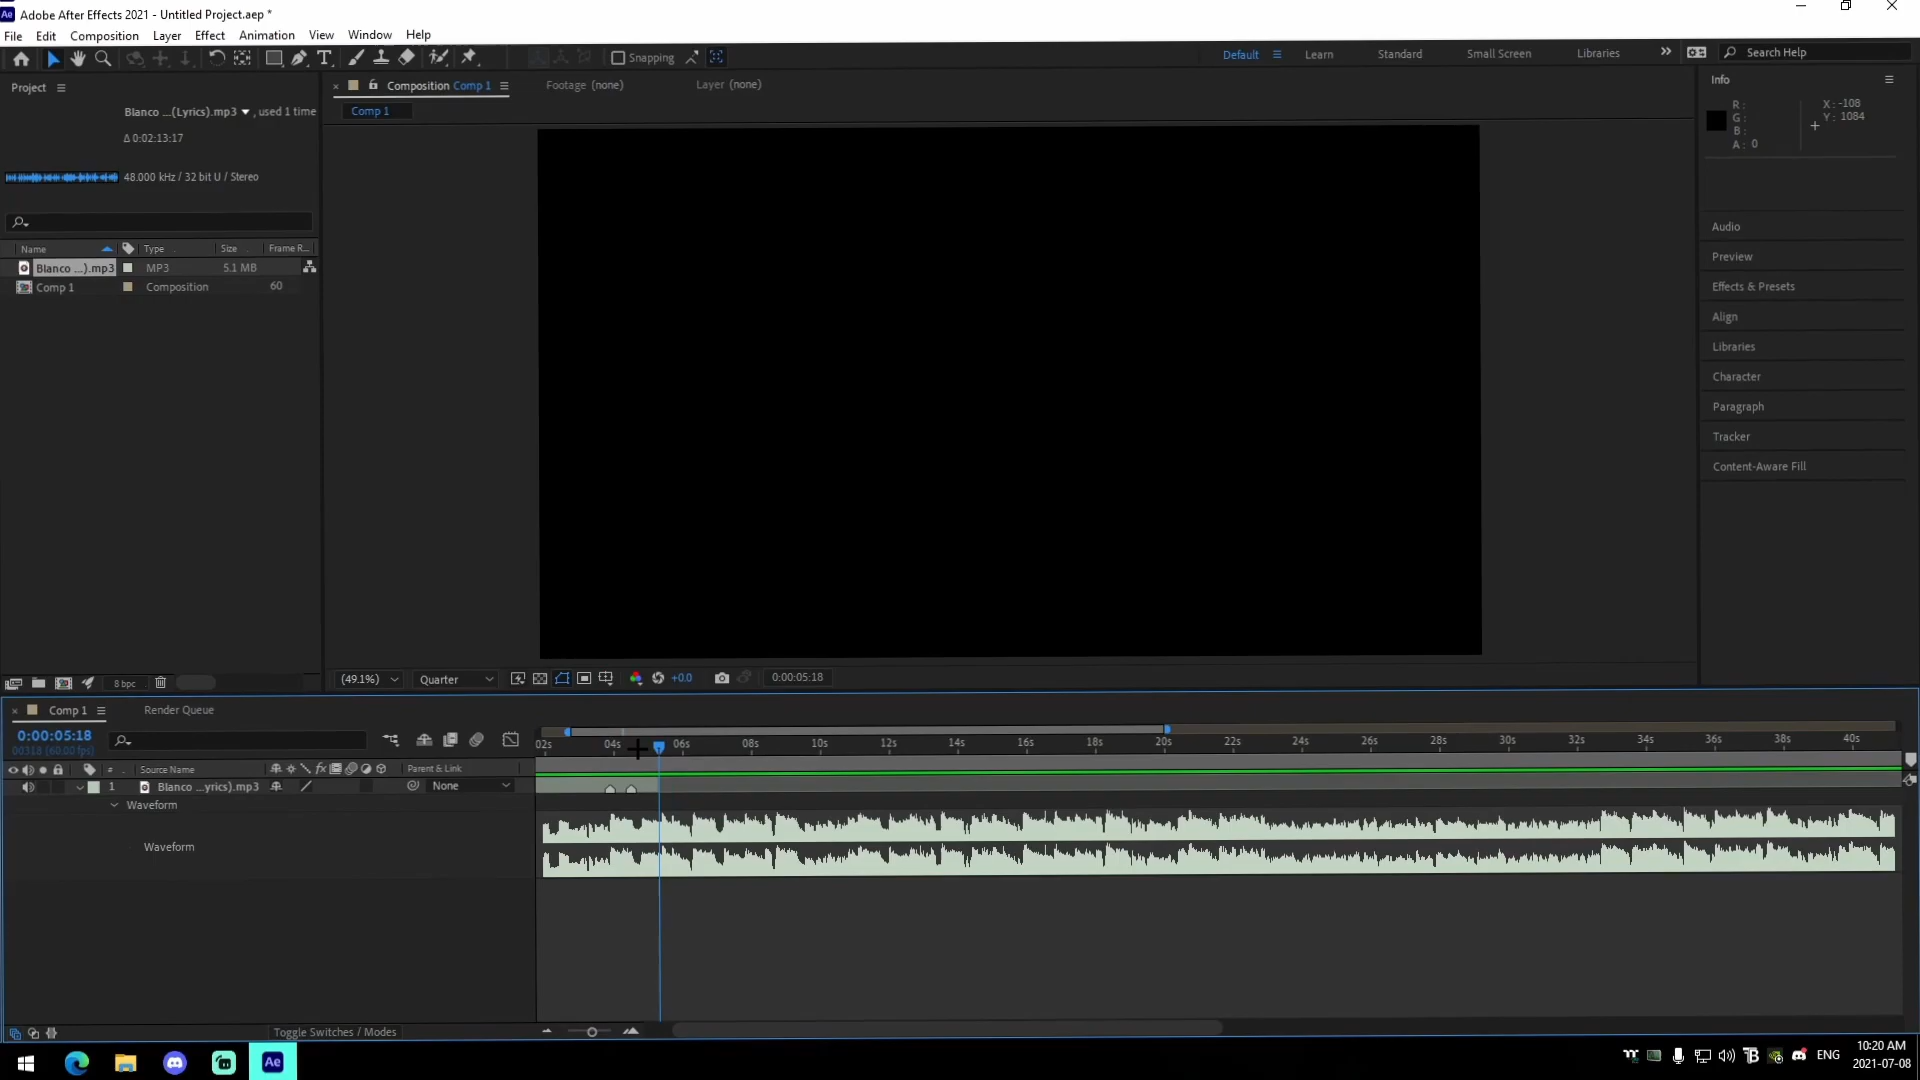 Ae Adobe After Effects 2021 - Untitled Project.aep *
File Edit Composition Layer Effect Animation View Window Help
Snapping
Default Learn Standard Small Screen Libraries Search Help
Project
Blanco ...(Lyrics).mp3 , used 1 time
Δ 0:02:13:17
48.000 kHz / 32 bit U / Stereo
Name Type Size Frame R...
Blanco ...).mp3 MP3 5.1 MB
Comp 1 Composition 60
8 bpc
Composition Comp 1 Footage (none) Layer (none)
Comp 1
(49.1%) Quarter +0.0 0:00:05:18
Info
R: X: -108
G: Y: 1084
B:
A: 0
Audio
Preview
Effects & Presets
Align
Libraries
Character
Paragraph
Tracker
Content-Aware Fill
Comp 1 Render Queue
0:00:05:18
00318 (60.00 fps)
02s 04s 06s 08s 10s 12s 14s 16s 18s 20s 22s 24s 26s 28s 30s 32s 34s 36s 38s 40s
# Source Name fx Parent & Link
1 Blanco ...yrics).mp3 None
Waveform
Waveform
Toggle Switches / Modes
Ae
ENG
10:20 AM
2021-07-08